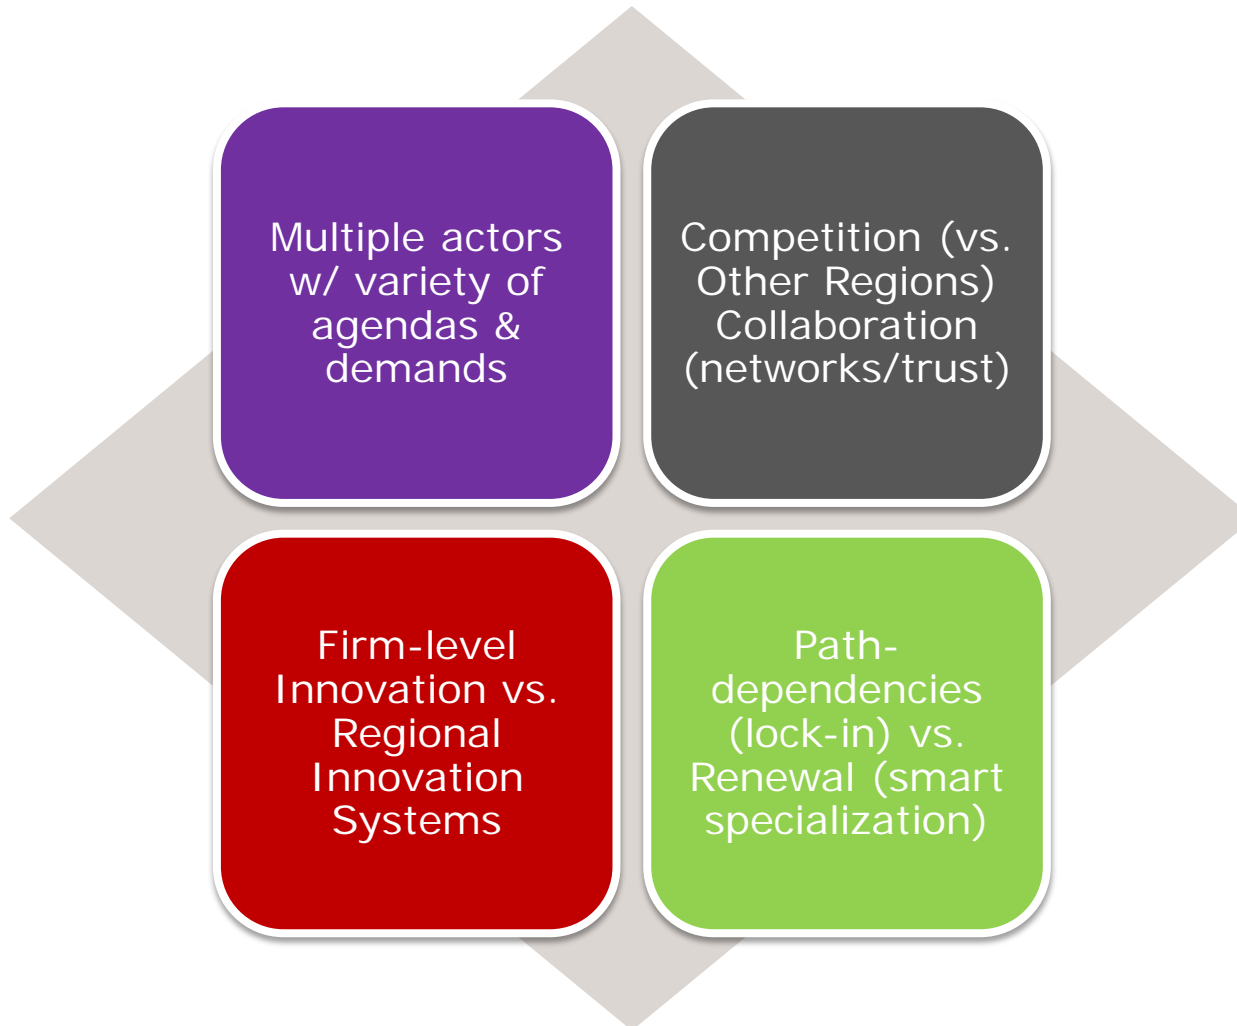 Multiple actors
w/ variety of
agendas &
demands
Competition (vs.
Other Regions)
Collaboration
(networks/trust)
Firm-level
Innovation vs.
Regional
Innovation
Systems
Path-
dependencies
(lock-in) vs.
Renewal (smart
specialization)